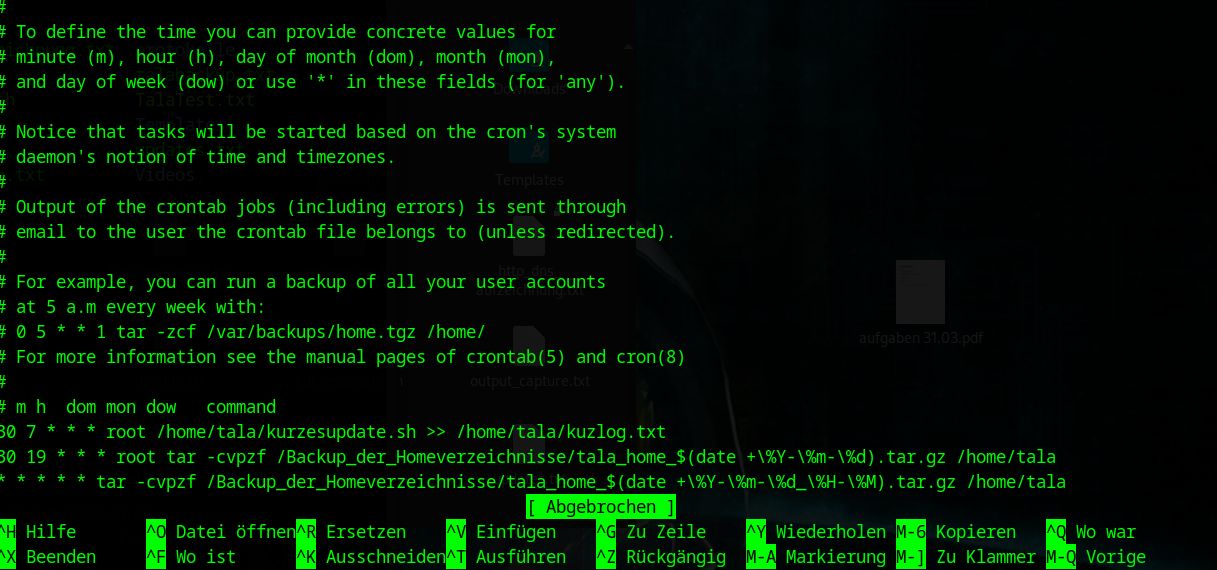 #
# To define the time you can provide concrete values for
# minute (m), hour (h), day of month (dom), month (mon),
# and day of week (dow) or use '*' in these fields (for 'any').
#
# Notice that tasks will be started based on the cron's system
# daemon's notion of time and timezones.
#
# Output of the crontab jobs (including errors) is sent through
# email to the user the crontab file belongs to (unless redirected).
#
# For example, you can run a backup of all your user accounts
# at 5 a.m every week with:
# 0 5 * * 1 tar -zcf /var/backups/home.tgz /home/
# For more information see the manual pages of crontab(5) and cron(8)
#
# m h  dom mon dow   command
30 7 * * * root /home/tala/kurzesupdate.sh >> /home/tala/kuzlog.txt
30 19 * * * root tar -cvpzf /Backup_der_Homeverzeichnisse/tala_home_$(date +\%Y-\%m-\%d).tar.gz /home/tala
* * * * * tar -cvpzf /Backup_der_Homeverzeichnisse/tala_home_$(date +\%Y-\%m-\%d_\%H-\%M).tar.gz /home/tala
[ Abgebrochen ]
^H Hilfe ^O Datei öffnen ^R Ersetzen ^V Einfügen ^G Zu Zeile ^Y Wiederholen M-6 Kopieren ^Q Wo war
^X Beenden ^F Wo ist ^K Ausschneiden ^T Ausführen ^Z Rückgängig M-A Markierung M-] Zu Klammer M-Q Vorige
Downloads
TalaTest.txt
Videos
txt
Templates
http_dns
aufzeichnung.txt
output_capture.txt
aufgaben 31.03.pdf